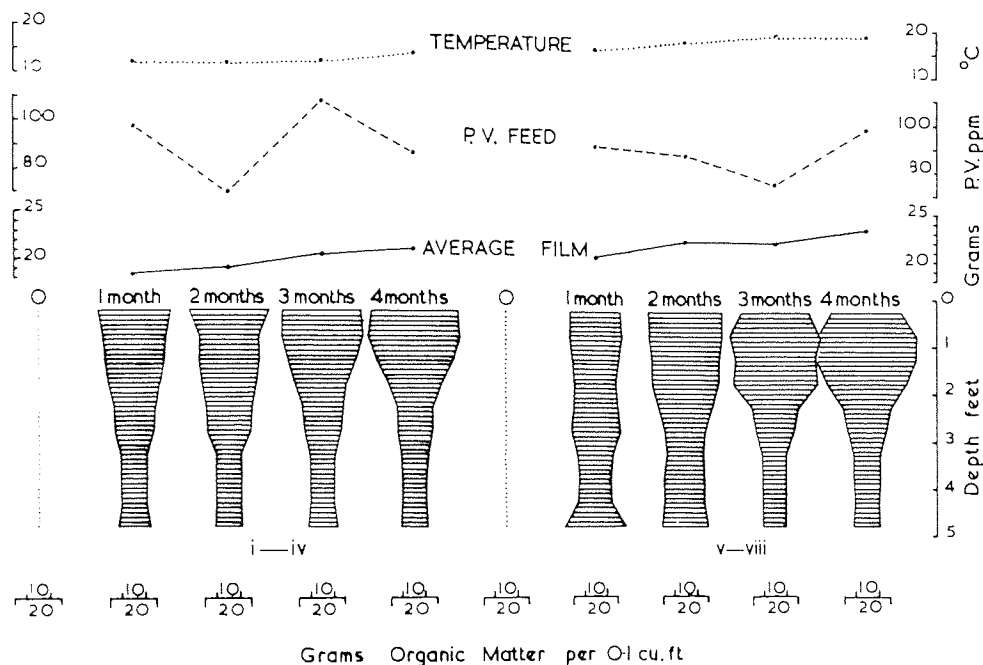 20
10
TEMPERATURE
20
10
°C
100
80
P.V. FEED
100
80
P.V. ppm
25
20
AVERAGE FILM
25
20
Grams
0 1 month 2 months 3 months 4 months 0 1 month 2 months 3 months 4 months 0
1
2
3
4
5
Depth feet
i — iv v — viii
10 10 10 10 10 10 10 10 10 10
20 20 20 20 20 20 20 20 20 20
Grams Organic Matter per 0·1 cu. ft